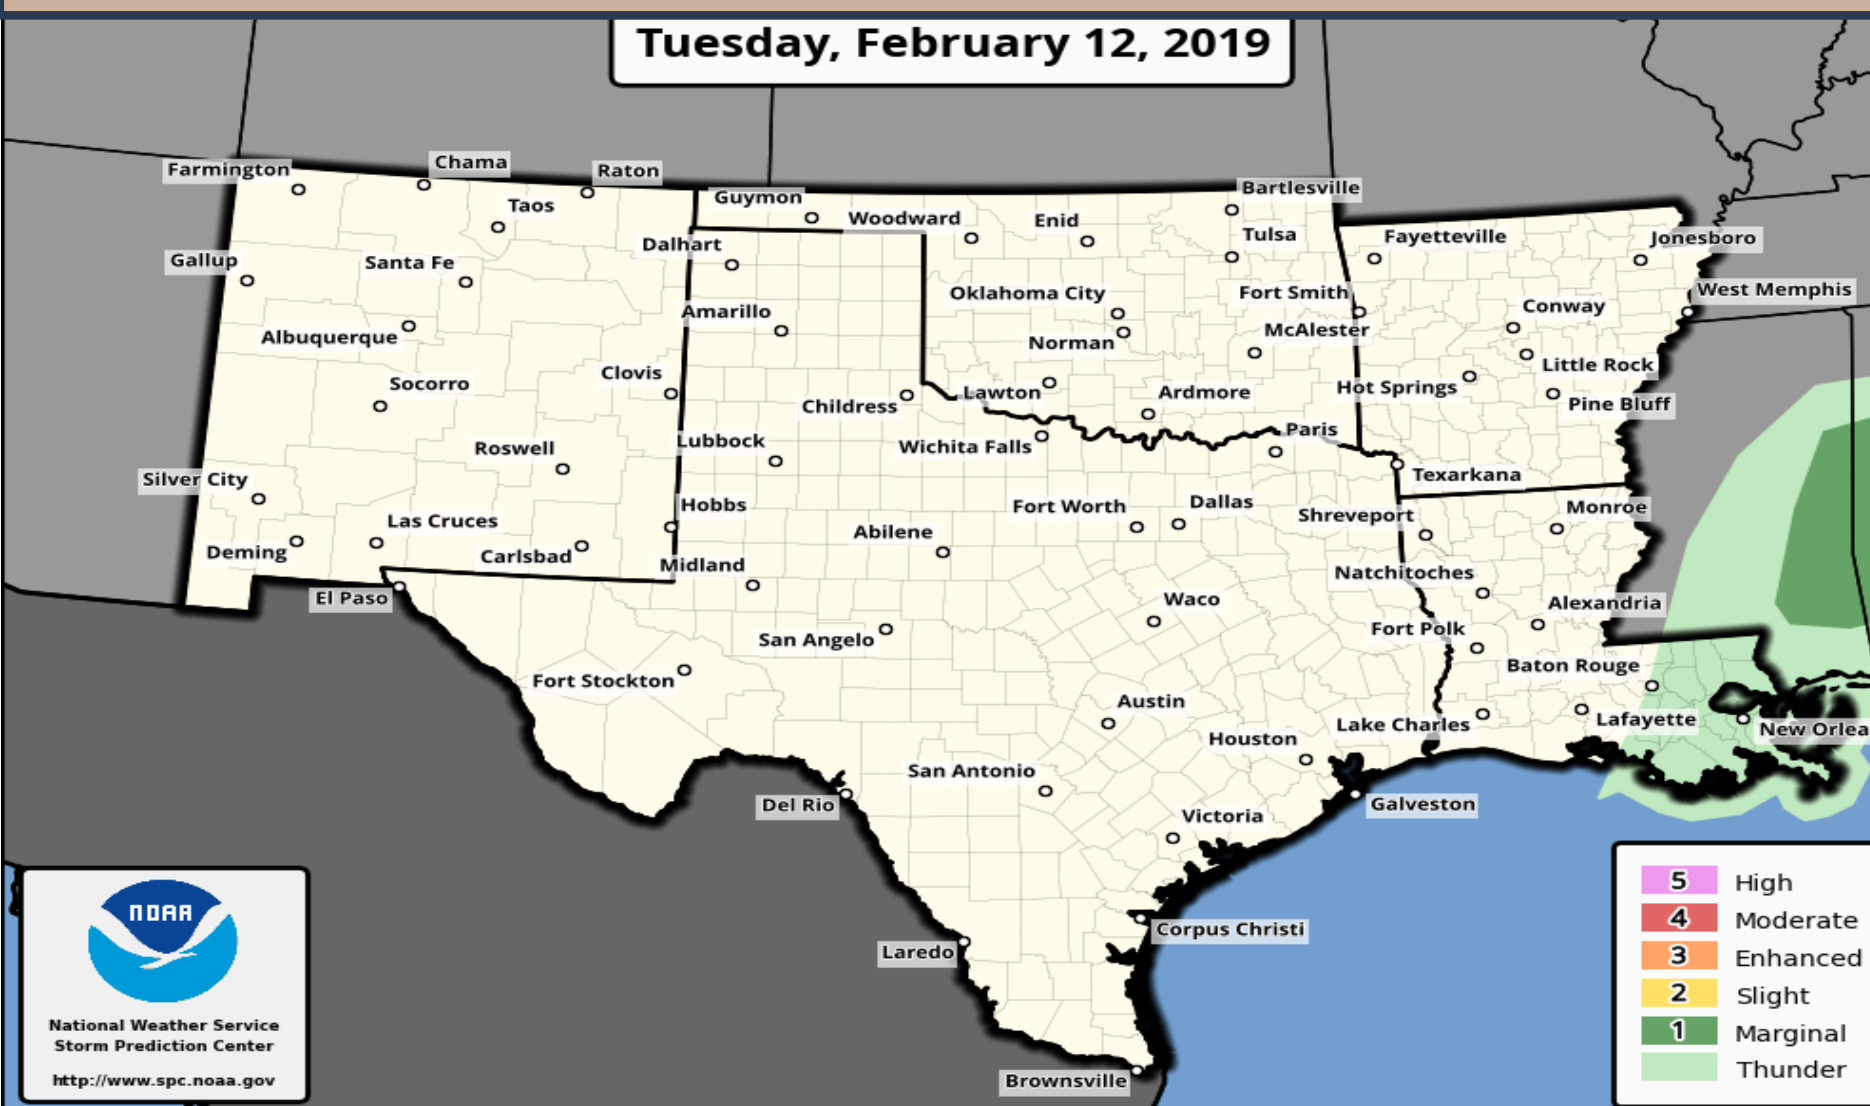 Tuesday, February 12, 2019
Chama
Farmington
Raton
Bartlesville
Guymon
Taos
Woodward
Enid
Tulsa
Fayetteville
Jonesboro
Dalhart
Gallup
Santa Fe
Oklahoma City
Fort Smith
West Memphis
Conway
Amarillo
McAlester
Albuquerque
Norman
Little Rock
Clovis
Socorro
Hot Springs
Lawton
Ardmore
Childress
Pine Bluff
Paris
Lubbock
Wichita Falls
Roswell
Texarkana
Silver City
Dallas
Hobbs
Fort Worth
Monroe
Shreveport
Las Cruces
Abilene
Deming
Carlsbad
Midland
Natchitoches
El Paso
Waco
Alexandria
Fort Polk
San Angelo
Baton Rouge
Fort Stockton
Austin
Lake Charles
Lafayette
New Orlea
Houston
San Antonio
Del Rio
Galveston
Victoria
Corpus Christi
Laredo
Brownsville
5 High
4 Moderate
3 Enhanced
2 Slight
1 Marginal
Thunder
NOAA
National Weather Service
Storm Prediction Center
http://www.spc.noaa.gov